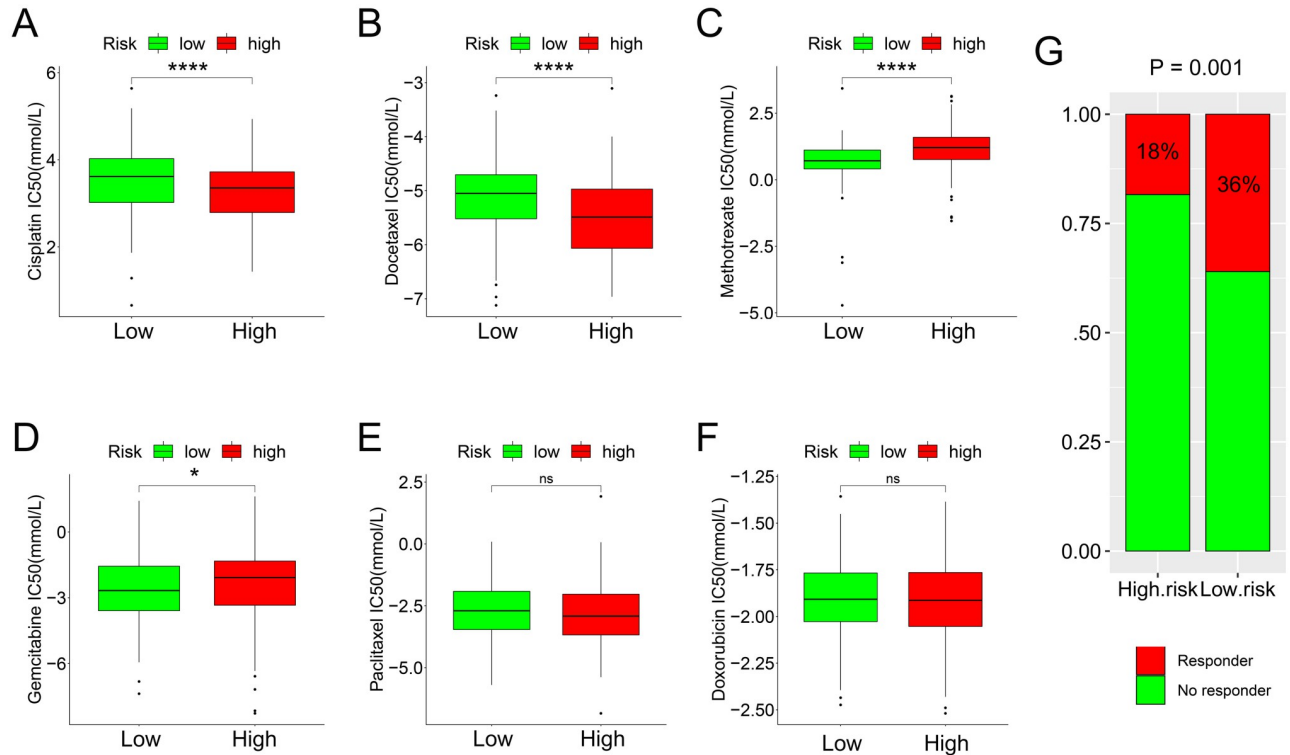 A
Risk low high
****
Cisplatin IC50(mmol/L)
6
4
2
Low High
B
Risk low high
****
Docetaxel IC50(mmol/L)
−3
−4
−5
−6
−7
Low High
C
Risk low high
****
Methotrexate IC50(mmol/L)
2.5
0.0
−2.5
−5.0
Low High
D
Risk low high
*
Gemcitabine IC50(mmol/L)
0
−3
−6
Low High
E
Risk low high
ns
Paclitaxel IC50(mmol/L)
2.5
0.0
−2.5
−5.0
Low High
F
Risk low high
ns
Doxorubicin IC50(mmol/L)
−1.25
−1.50
−1.75
−2.00
−2.25
−2.50
Low High
G
P = 0.001
1.00
0.75
.50
0.25
0.00
18%
36%
High.risk Low.risk
Responder
No responder